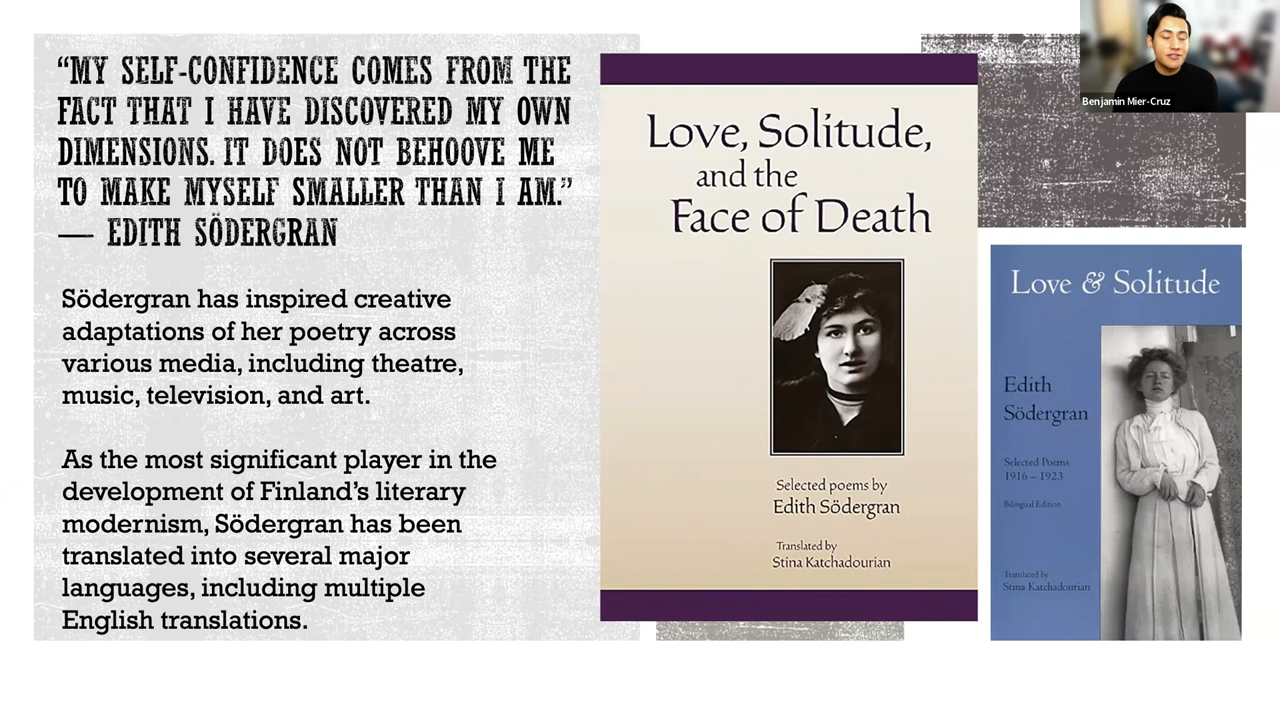 “MY SELF-CONFIDENCE COMES FROM THE
FACT THAT I HAVE DISCOVERED MY OWN
DIMENSIONS. IT DOES NOT BEHOOVE ME
TO MAKE MYSELF SMALLER THAN I AM.”
― EDITH SÖDERGRAN
Södergran has inspired creative
adaptations of her poetry across
various media, including theatre,
music, television, and art.
As the most significant player in the
development of Finland’s literary
modernism, Södergran has been
translated into several major
languages, including multiple
English translations.
Love, Solitude,
and the
Face of Death
Selected poems by
Edith Södergran
Translated by
Stina Katchadourian
Benjamin Mier-Cruz
Love & Solitude
Edith
Södergran
Selected Poems
1916 – 1923
Bilingual Edition
Translated by
Stina Katchadourian